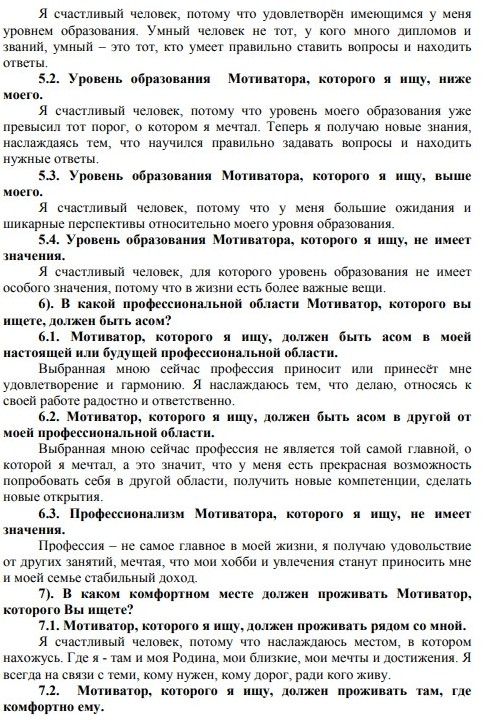 Я счастливый человек, потому что удовлетворён имеющимся у меня
уровнем образования. Умный человек не тот, у кого много дипломов и
званий, умный – это тот, кто умеет правильно ставить вопросы и находить
ответы.
5.2. Уровень образования Мотиватора, которого я ищу, ниже
моего.
Я счастливый человек, потому что уровень моего образования уже
превысил тот порог, о котором я мечтал. Теперь я получаю новые знания,
наслаждаясь тем, что научился правильно задавать вопросы и находить
нужные ответы.
5.3. Уровень образования Мотиватора, которого я ищу, выше
моего.
Я счастливый человек, потому что у меня большие ожидания и
шикарные перспективы относительно моего уровня образования.
5.4. Уровень образования Мотиватора, которого я ищу, не имеет
значения.
Я счастливый человек, для которого уровень образования не имеет
особого значения, потому что в жизни есть более важные вещи.
6). В какой профессиональной области Мотиватор, которого вы
ищете, должен быть асом?
6.1. Мотиватор, которого я ищу, должен быть асом в моей
настоящей или будущей профессиональной области.
Выбранная мною сейчас профессия приносит или принесёт мне
удовлетворение и гармонию. Я наслаждаюсь тем, что делаю, относясь к
своей работе радостно и ответственно.
6.2. Мотиватор, которого я ищу, должен быть асом в другой от
моей профессиональной области.
Выбранная мною сейчас профессия не является той самой главной, о
которой я мечтал, а это значит, что у меня есть прекрасная возможность
попробовать себя в другой области, получить новые компетенции, сделать
новые открытия.
6.3. Профессионализм Мотиватора, которого я ищу, не имеет
значения.
Профессия – не самое главное в моей жизни, я получаю удовольствие
от других занятий, мечтая, что мои хобби и увлечения станут приносить мне
и моей семье стабильный доход.
7). В каком комфортном месте должен проживать Мотиватор,
которого Вы ищете?
7.1. Мотиватор, которого я ищу, должен проживать рядом со мной.
Я счастливый человек, потому что наслаждаюсь местом, в котором
нахожусь. Где я - там и моя Родина, мои близкие, мои мечты и достижения. Я
всегда на связи с теми, кому нужен, кому дорог, ради кого живу.
7.2. Мотиватор, которого я ищу, должен проживать там, где
комфортно ему.